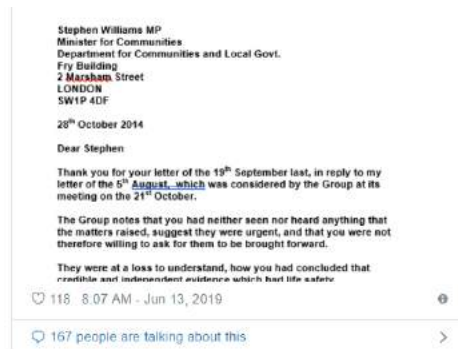 Stephen Williams MP
Minister for Communities
Department for Communities and Local Govt.
Fry Building
2 Marsham Street
LONDON
SW1P 4DF
28th October 2014
Dear Stephen
Thank you for your letter of the 19th September last, in reply to my
letter of the 5th August, which was considered by the Group at its
meeting on the 21st October.
The Group notes that you had neither seen nor heard anything that
the matters raised, suggest they were urgent, and that you were not
therefore willing to ask for them to be brought forward.
They were at a loss to understand, how you had concluded that
credible and independent evidence which had life safety
118 8:07 AM - Jun 13, 2019
167 people are talking about this